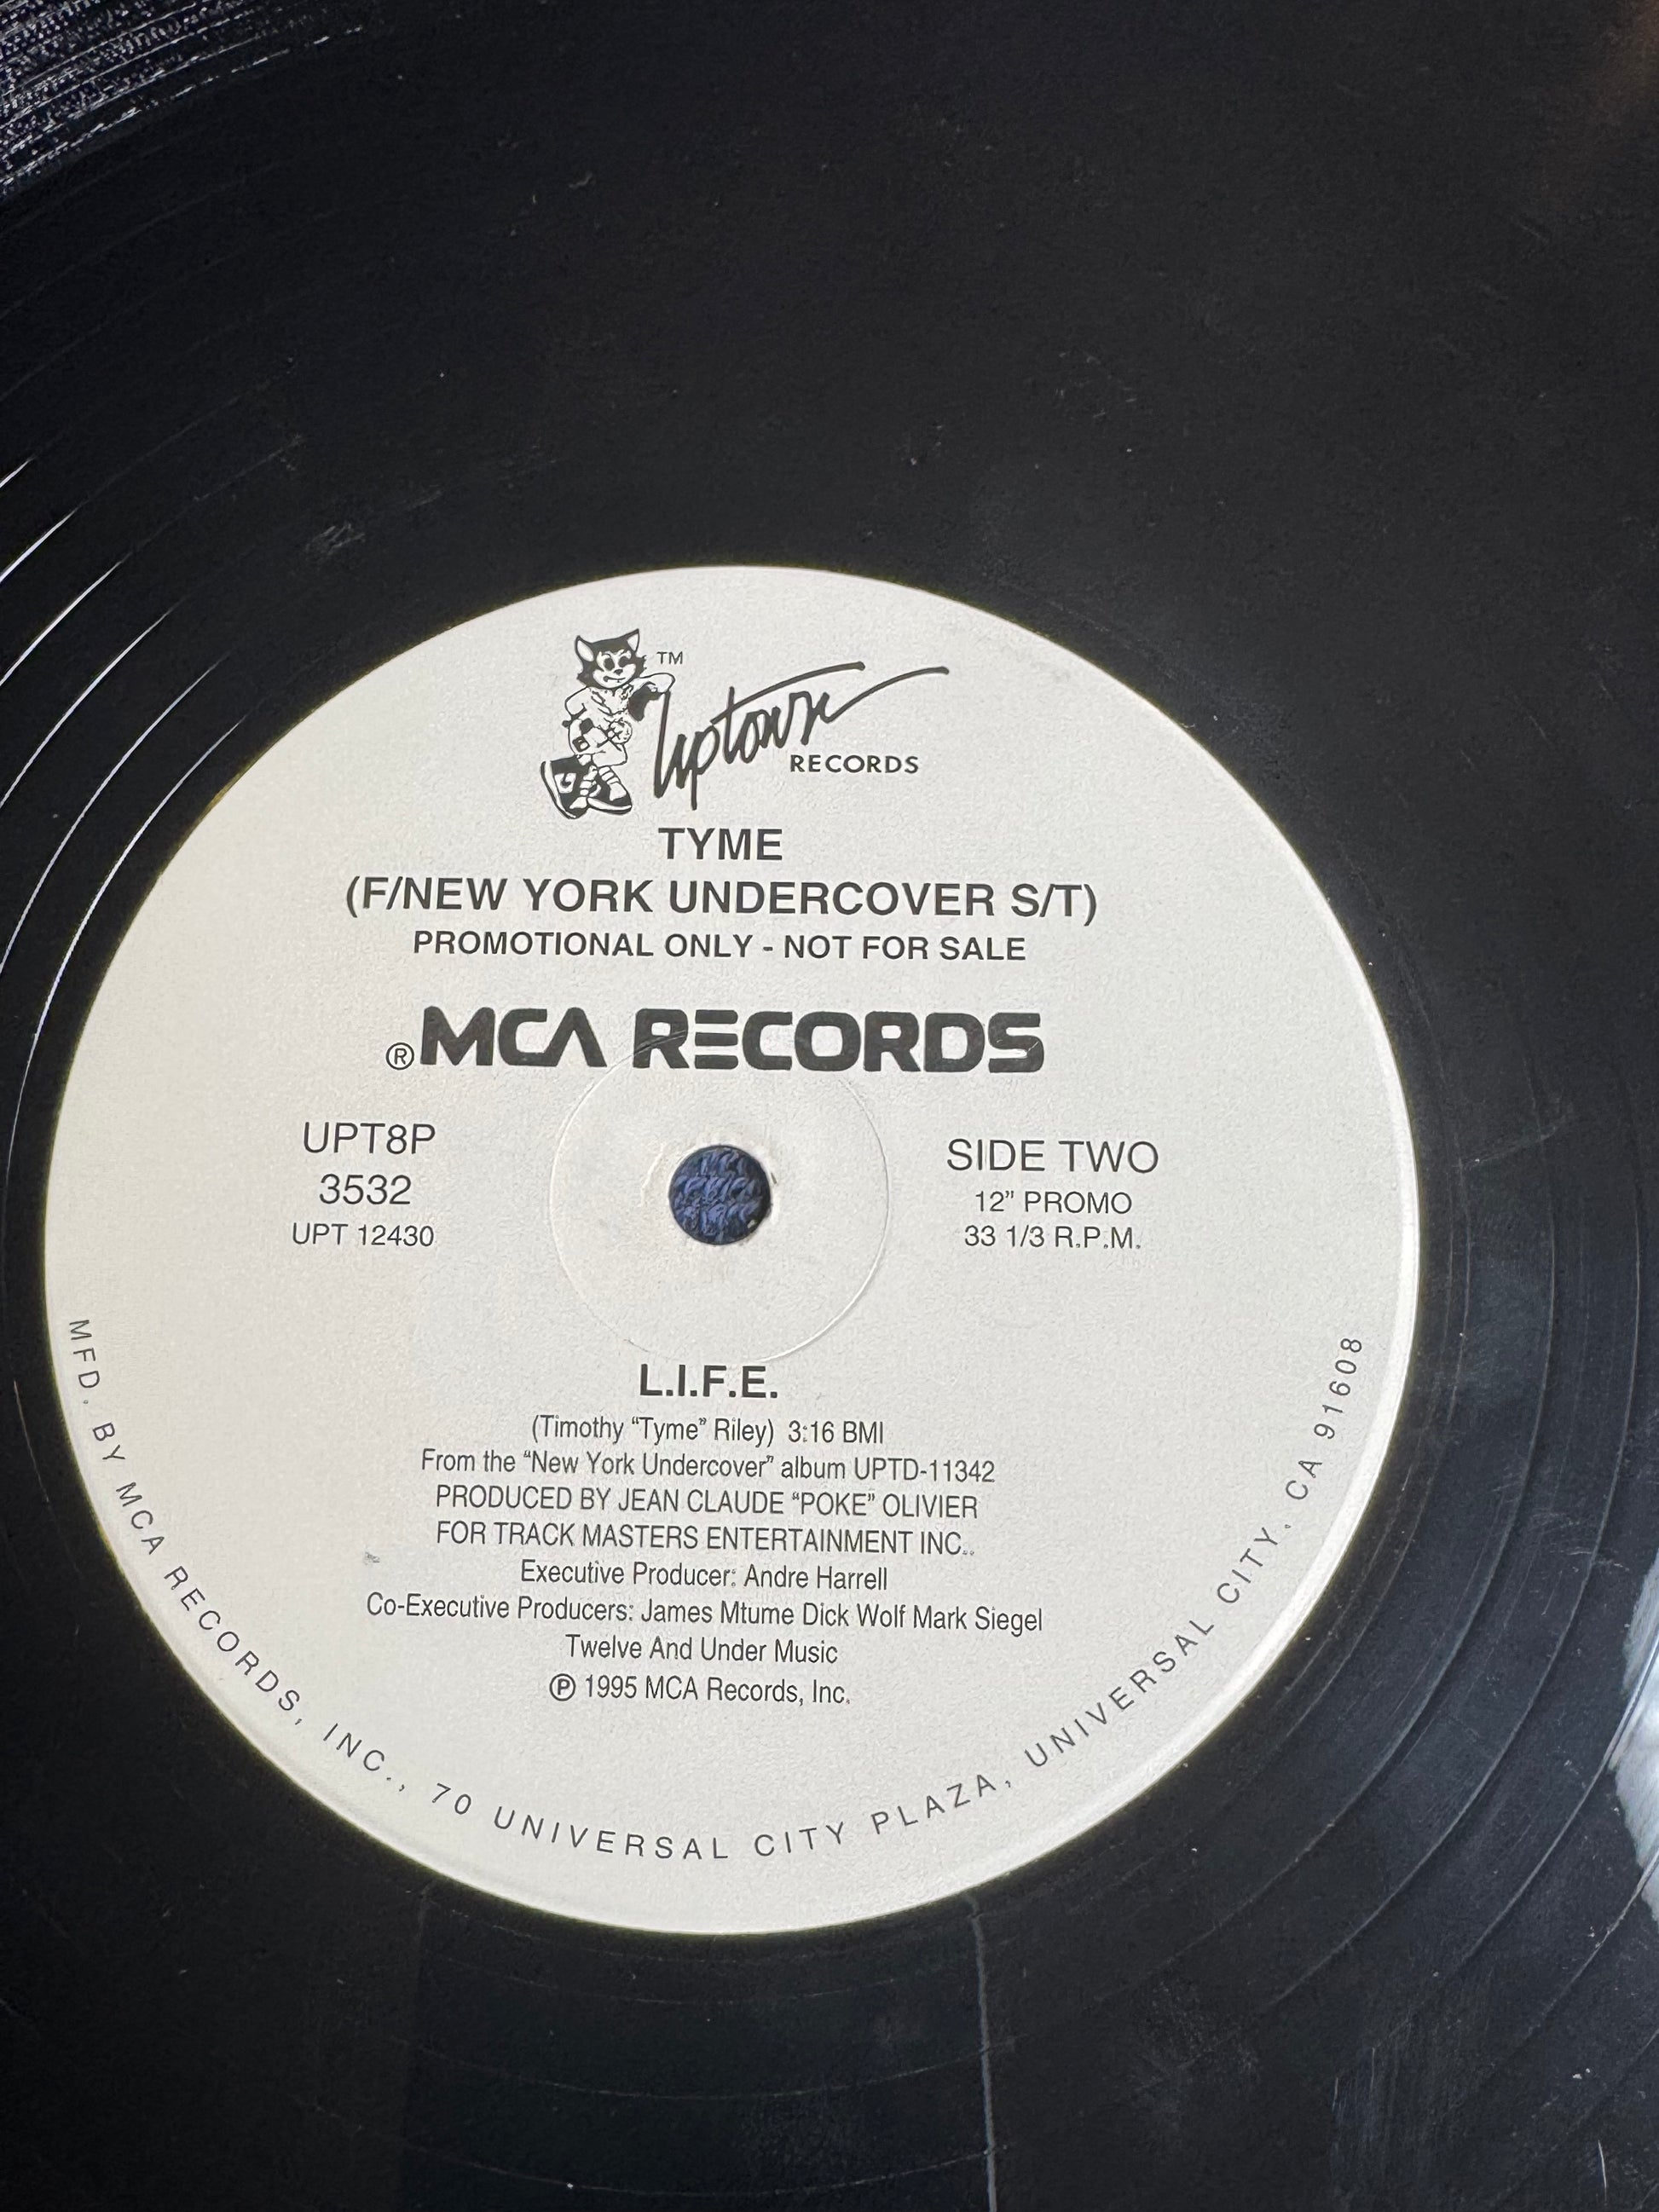 TM
Uptown
RECORDS
TYME
(F/NEW YORK UNDERCOVER S/T)
PROMOTIONAL ONLY - NOT FOR SALE
®MCA RECORDS
UPT8P
3532
UPT 12430
SIDE TWO
12” PROMO
33 1/3 R.P.M.
L.I.F.E.
(Timothy “Tyme” Riley) 3:16 BMI
From the “New York Undercover” album UPTD-11342
PRODUCED BY JEAN CLAUDE “POKE” OLIVIER
FOR TRACK MASTERS ENTERTAINMENT INC..
Executive Producer: Andre Harrell
Co-Executive Producers: James Mtume Dick Wolf Mark Siegel
Twelve And Under Music
℗ 1995 MCA Records, Inc.
MFD. BY MCA RECORDS, INC., 70 UNIVERSAL CITY PLAZA, UNIVERSAL CITY, CA 91608